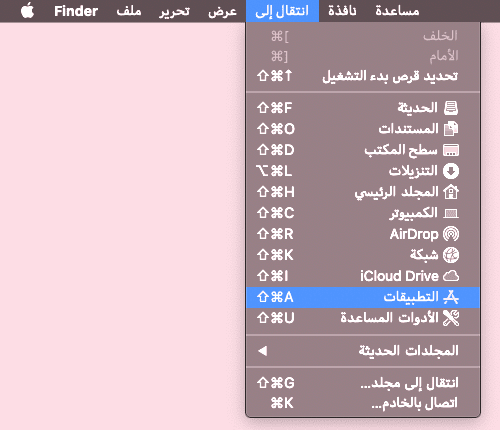 Finder ملف تحرير عرض انتقال إلى نافذة مساعدة
الخلف ⌘[
الأمام ⌘]
تحديد قرص بدء التشغيل ⇧⌘↑
الحديثة ⇧⌘F
المستندات ⇧⌘O
سطح المكتب ⇧⌘D
التنزيلات ⌥⌘L
المجلد الرئيسي ⇧⌘H
الكمبيوتر ⇧⌘C
AirDrop ⇧⌘R
شبكة ⇧⌘K
iCloud Drive ⇧⌘I
التطبيقات ⇧⌘A
الأدوات المساعدة ⇧⌘U
المجلدات الحديثة
انتقال إلى مجلد... ⇧⌘G
اتصال بالخادم... ⌘K